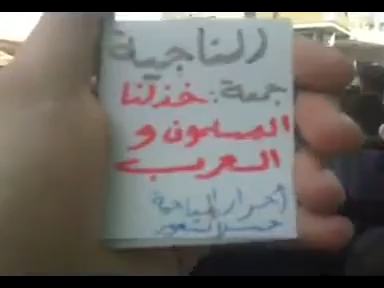 الناجية
جمعة: خذلنا
المسلمون و
العرب
أحرار الناجية